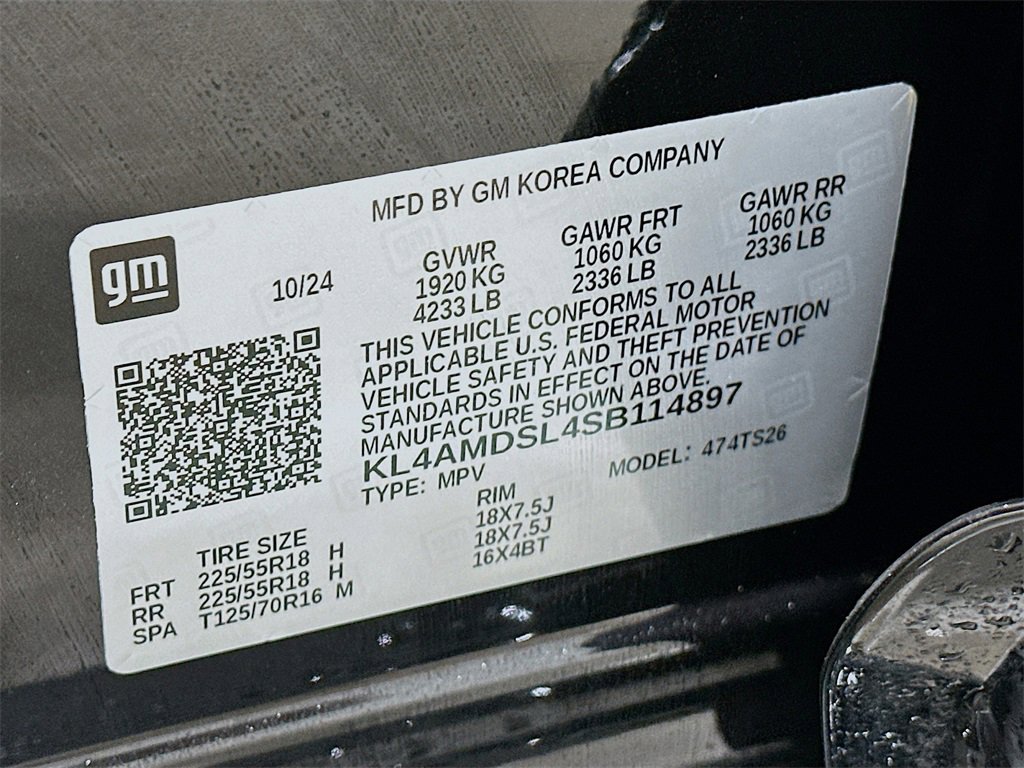 MFD BY GM KOREA COMPANY
gm
10/24
GVWR
1920 KG
4233 LB
GAWR FRT
1060 KG
2336 LB
GAWR RR
1060 KG
2336 LB
THIS VEHICLE CONFORMS TO ALL
APPLICABLE U.S. FEDERAL MOTOR
VEHICLE SAFETY AND THEFT PREVENTION
STANDARDS IN EFFECT ON THE DATE OF
MANUFACTURE SHOWN ABOVE.
KL4AMDSL4SB114897
TYPE: MPV
MODEL: 474TS26
TIRE SIZE RIM
FRT 225/55R18 H 18X7.5J
RR 225/55R18 H 18X7.5J
SPA T125/70R16 M 16X4BT